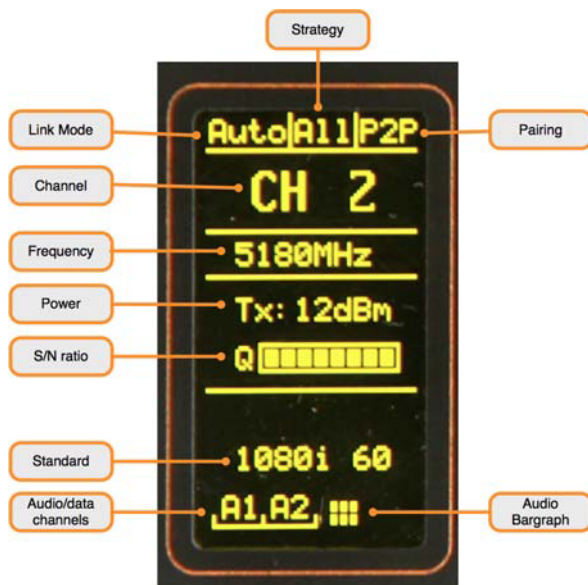 Strategy
Link Mode
Auto|All|P2P
Pairing
Channel
CH 2
Frequency
5180MHz
Power
Tx: 12dBm
S/N ratio
Q
Standard
1080i 60
Audio/data
channels
A1 A2
Audio
Bargraph